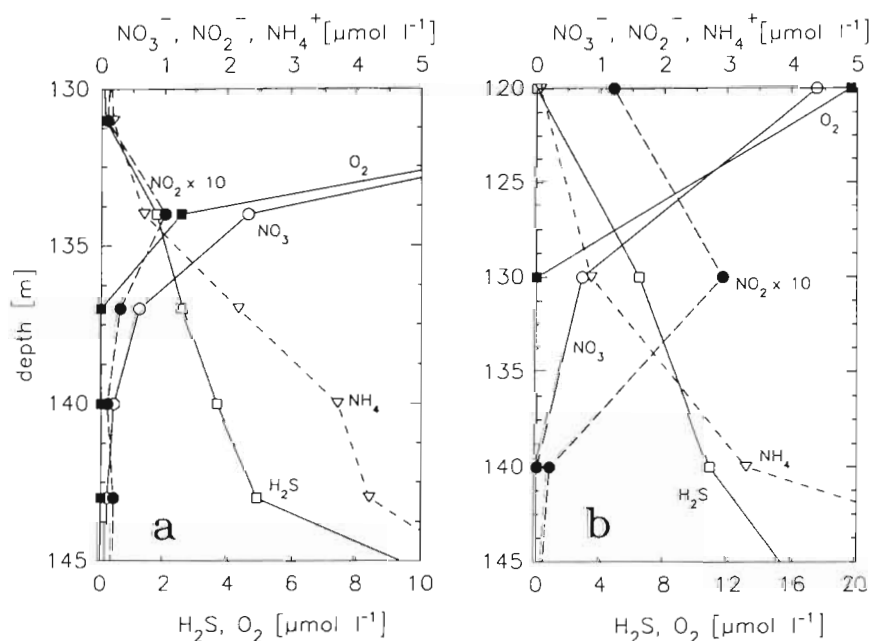 NO₃⁻, NO₂⁻, NH₄⁺ [μmol l⁻¹]
0 1 2 3 4 5
130
135
140
145
depth [m]
O₂
NO₂ x 10
NO₃
NH₄
H₂S
a
0 2 4 6 8 10
H₂S, O₂ [μmol l⁻¹]
NO₃⁻, NO₂⁻, NH₄⁺ [μmol l⁻¹]
0 1 2 3 4 5
120
125
130
135
140
145
O₂
NO₂ x 10
NO₃
NH₄
H₂S
b
0 4 8 12 16 20
H₂S, O₂ [μmol l⁻¹]